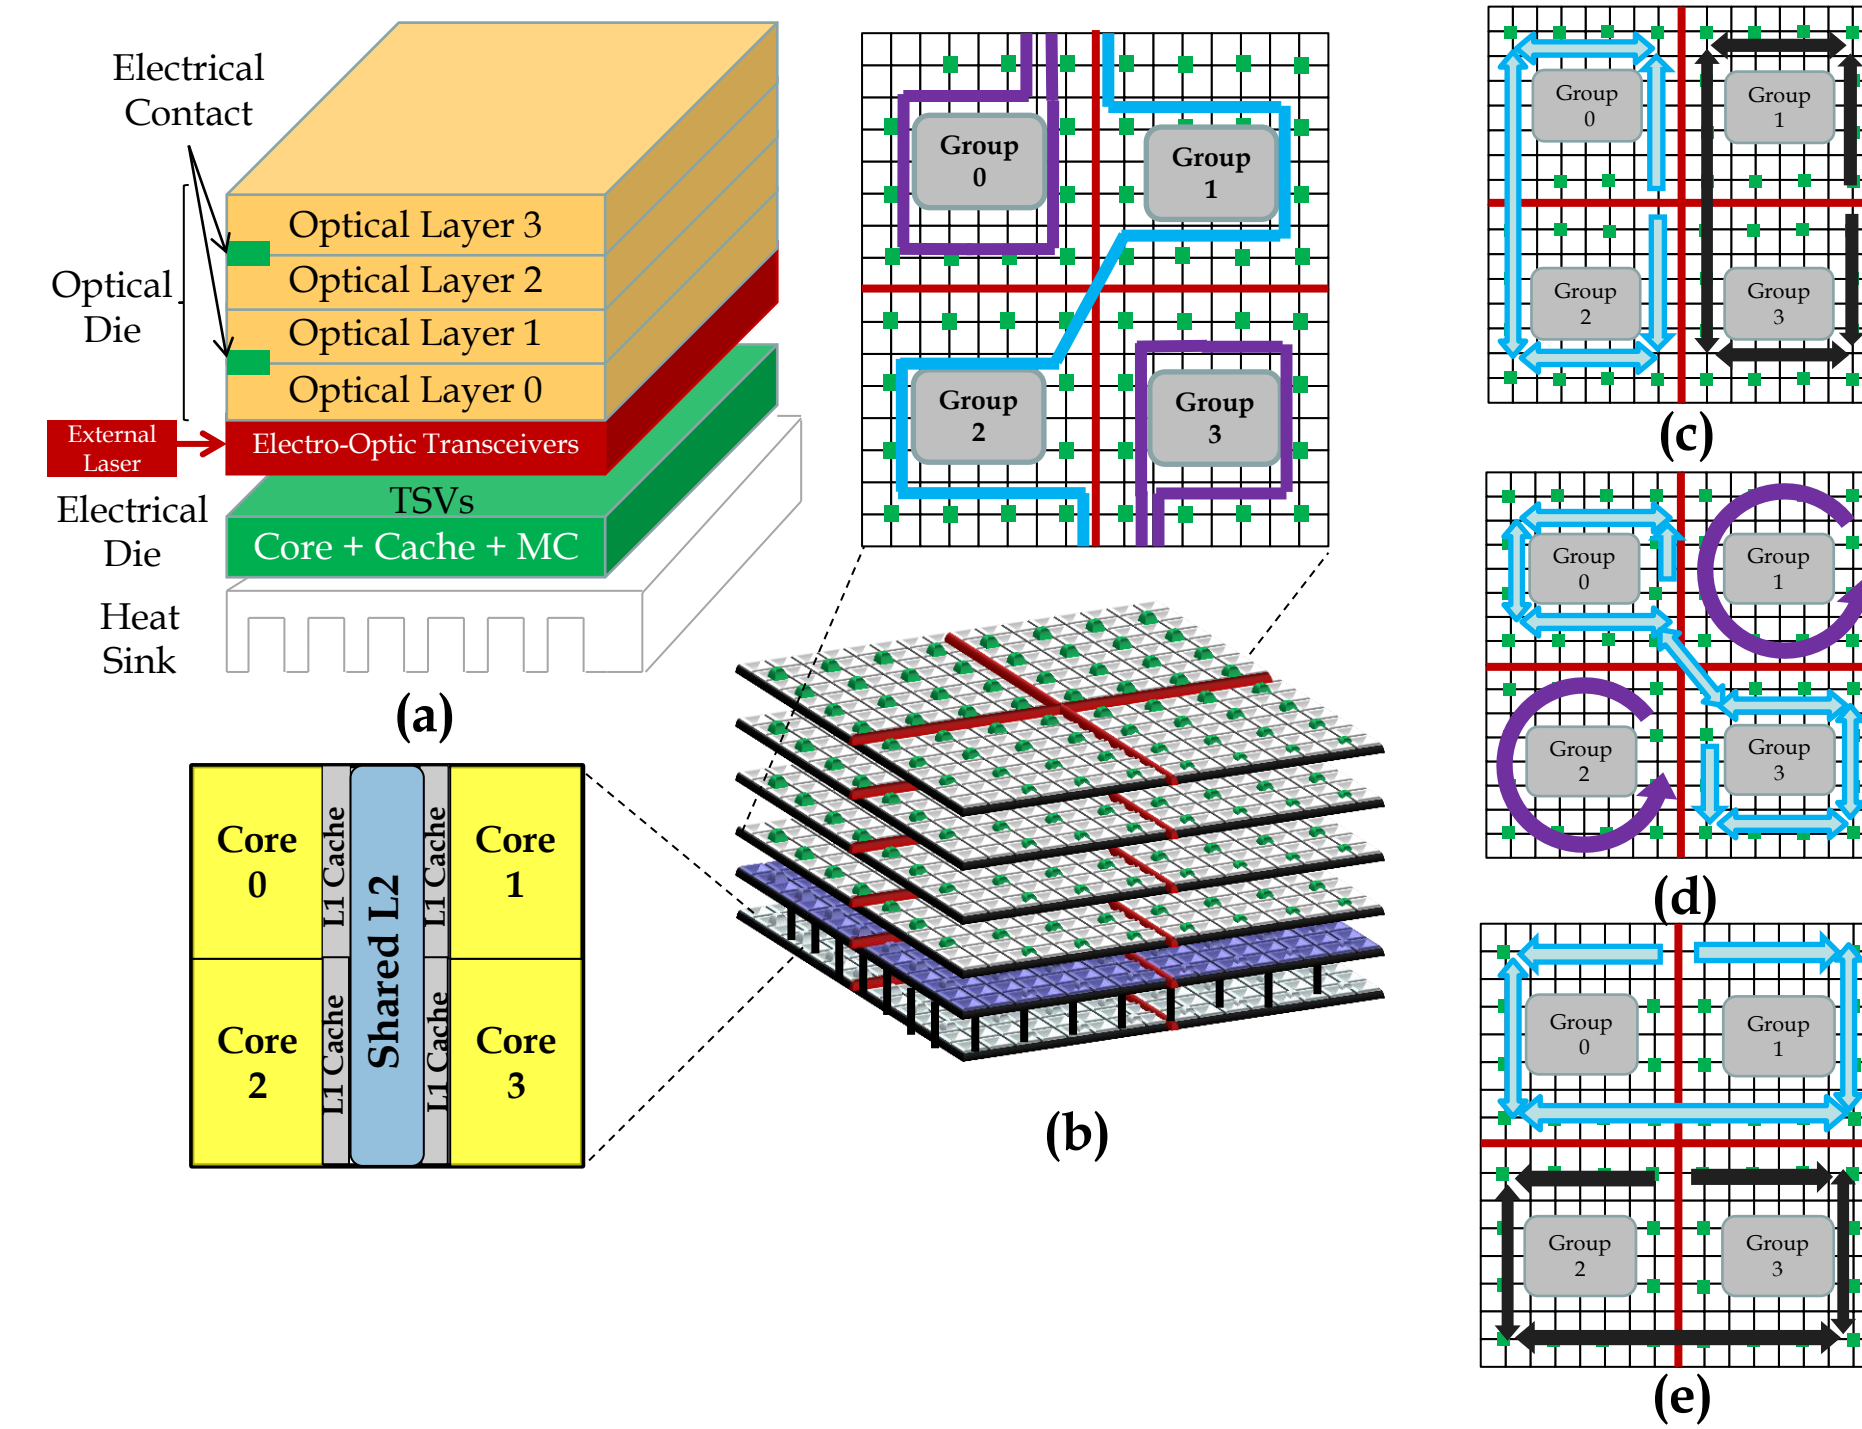 Electrical
Contact
Optical Layer 3
Optical Layer 2
Optical
Die
Optical Layer 1
Optical Layer 0
External
Laser
Electro-Optic Transceivers
TSVs
Electrical
Die
Core + Cache + MC
Heat
Sink
(a)
Group
0
Group
1
Group
2
Group
3
Core
0
L1 Cache
Shared L2
L1 Cache
Core
1
Core
2
L1 Cache
L1 Cache
Core
3
(b)
Group
0
Group
1
Group
2
Group
3
(c)
Group
0
Group
1
Group
2
Group
3
(d)
Group
0
Group
1
Group
2
Group
3
(e)